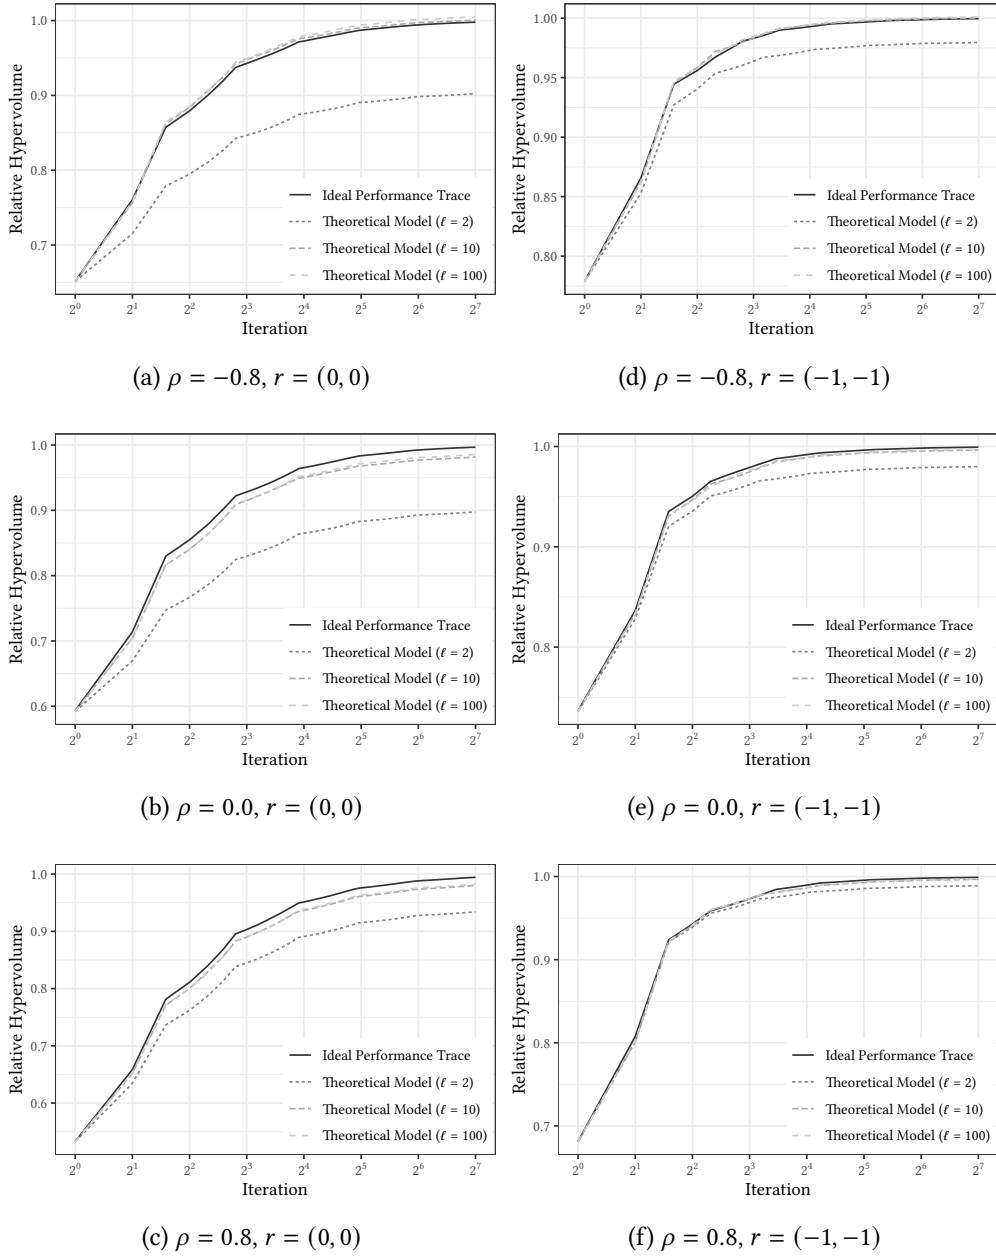 Relative Hypervolume
1.0
0.9
0.8
0.7
Ideal Performance Trace
Theoretical Model (ℓ = 2)
Theoretical Model (ℓ = 10)
Theoretical Model (ℓ = 100)
2⁰ 2¹ 2² 2³ 2⁴ 2⁵ 2⁶ 2⁷
Iteration
(a) ρ = −0.8, r = (0, 0)
Relative Hypervolume
1.00
0.95
0.90
0.85
0.80
Ideal Performance Trace
Theoretical Model (ℓ = 2)
Theoretical Model (ℓ = 10)
Theoretical Model (ℓ = 100)
2⁰ 2¹ 2² 2³ 2⁴ 2⁵ 2⁶ 2⁷
Iteration
(d) ρ = −0.8, r = (−1, −1)
Relative Hypervolume
1.0
0.9
0.8
0.7
0.6
Ideal Performance Trace
Theoretical Model (ℓ = 2)
Theoretical Model (ℓ = 10)
Theoretical Model (ℓ = 100)
2⁰ 2¹ 2² 2³ 2⁴ 2⁵ 2⁶ 2⁷
Iteration
(b) ρ = 0.0, r = (0, 0)
Relative Hypervolume
1.0
0.9
0.8
Ideal Performance Trace
Theoretical Model (ℓ = 2)
Theoretical Model (ℓ = 10)
Theoretical Model (ℓ = 100)
2⁰ 2¹ 2² 2³ 2⁴ 2⁵ 2⁶ 2⁷
Iteration
(e) ρ = 0.0, r = (−1, −1)
Relative Hypervolume
1.0
0.9
0.8
0.7
0.6
Ideal Performance Trace
Theoretical Model (ℓ = 2)
Theoretical Model (ℓ = 10)
Theoretical Model (ℓ = 100)
2⁰ 2¹ 2² 2³ 2⁴ 2⁵ 2⁶ 2⁷
Iteration
(c) ρ = 0.8, r = (0, 0)
Relative Hypervolume
1.0
0.9
0.8
0.7
Ideal Performance Trace
Theoretical Model (ℓ = 2)
Theoretical Model (ℓ = 10)
Theoretical Model (ℓ = 100)
2⁰ 2¹ 2² 2³ 2⁴ 2⁵ 2⁶ 2⁷
Iteration
(f) ρ = 0.8, r = (−1, −1)